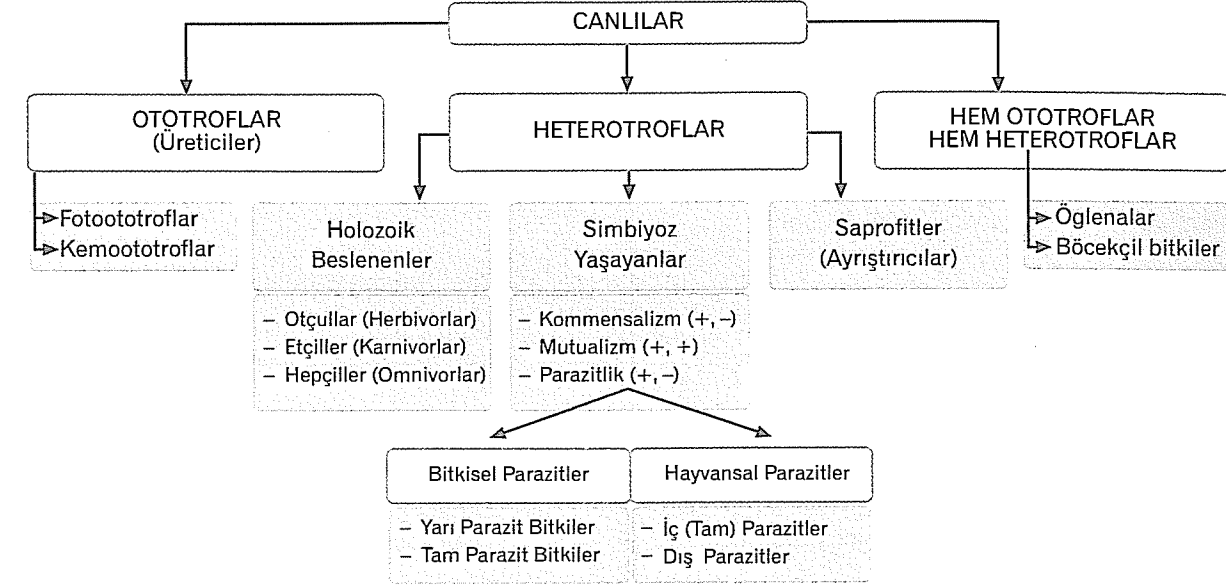 CANLILAR
OTOTROFLAR
(Üreticiler)
HETEROTROFLAR
HEM OTOTROFLAR
HEM HETEROTROFLAR
Fotoototroflar
Kemoototroflar
Holozoik
Beslenenler
Simbiyoz
Yaşayanlar
Saprofitler
(Ayrıştırıcılar)
Öglenalar
Böcekçil bitkiler
– Otçullar (Herbivorlar)
– Etçiller (Karnivorlar)
– Hepçiller (Omnivorlar)
– Kommensalizm (+, –)
– Mutualizm (+, +)
– Parazitlik (+, –)
Bitkisel Parazitler
Hayvansal Parazitler
– Yarı Parazit Bitkiler
– Tam Parazit Bitkiler
– İç (Tam) Parazitler
– Dış Parazitler